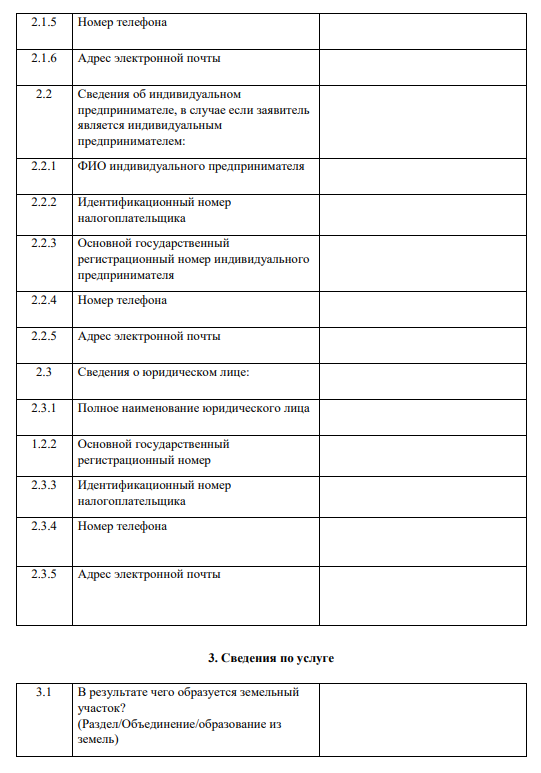 2.1.5 Номер телефона
2.1.6 Адрес электронной почты
2.2 Сведения об индивидуальном
предпринимателе, в случае если заявитель
является индивидуальным
предпринимателем:
2.2.1 ФИО индивидуального предпринимателя
2.2.2 Идентификационный номер
налогоплательщика
2.2.3 Основной государственный
регистрационный номер индивидуального
предпринимателя
2.2.4 Номер телефона
2.2.5 Адрес электронной почты
2.3 Сведения о юридическом лице:
2.3.1 Полное наименование юридического лица
1.2.2 Основной государственный
регистрационный номер
2.3.3 Идентификационный номер
налогоплательщика
2.3.4 Номер телефона
2.3.5 Адрес электронной почты
3. Сведения по услуге
3.1 В результате чего образуется земельный
участок?
(Раздел/Объединение/образование из
земель)